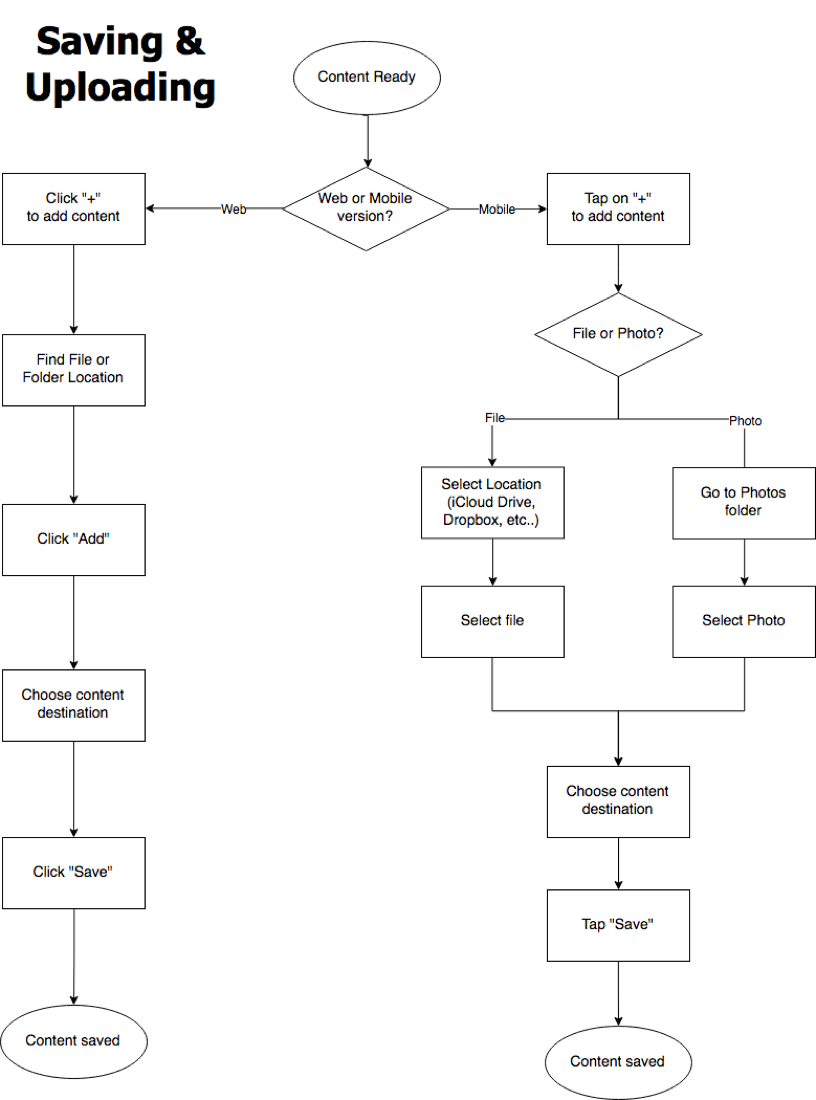 Saving &
Uploading
Content Ready
Web or Mobile
version?
Web
Mobile
Click "+"
to add content
Find File or
Folder Location
Click "Add"
Choose content
destination
Click "Save"
Content saved
Tap on "+"
to add content
File or Photo?
File
Photo
Select Location
(iCloud Drive,
Dropbox, etc..)
Go to Photos
folder
Select file
Select Photo
Choose content
destination
Tap "Save"
Content saved